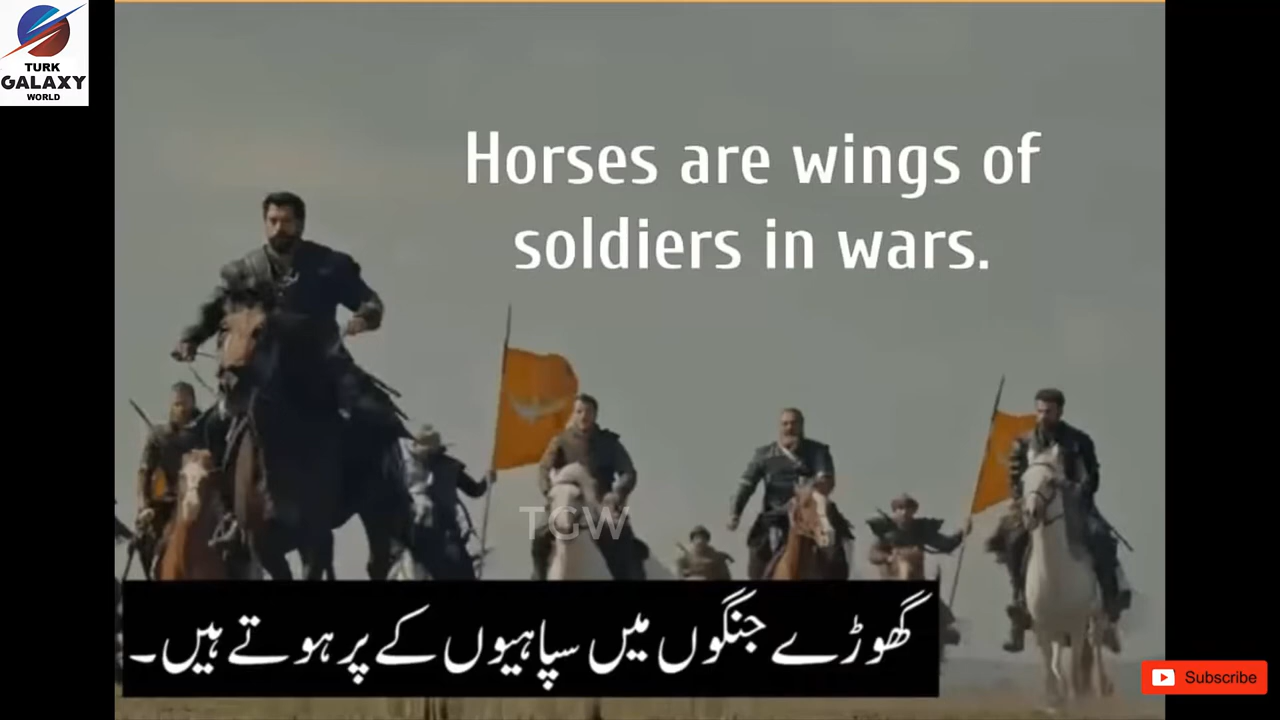 TURK
GALAXY
WORLD
Horses are wings of
soldiers in wars.
TGW
گھوڑے جنگوں میں سپاہیوں کے پر ہوتے ہیں۔
Subscribe